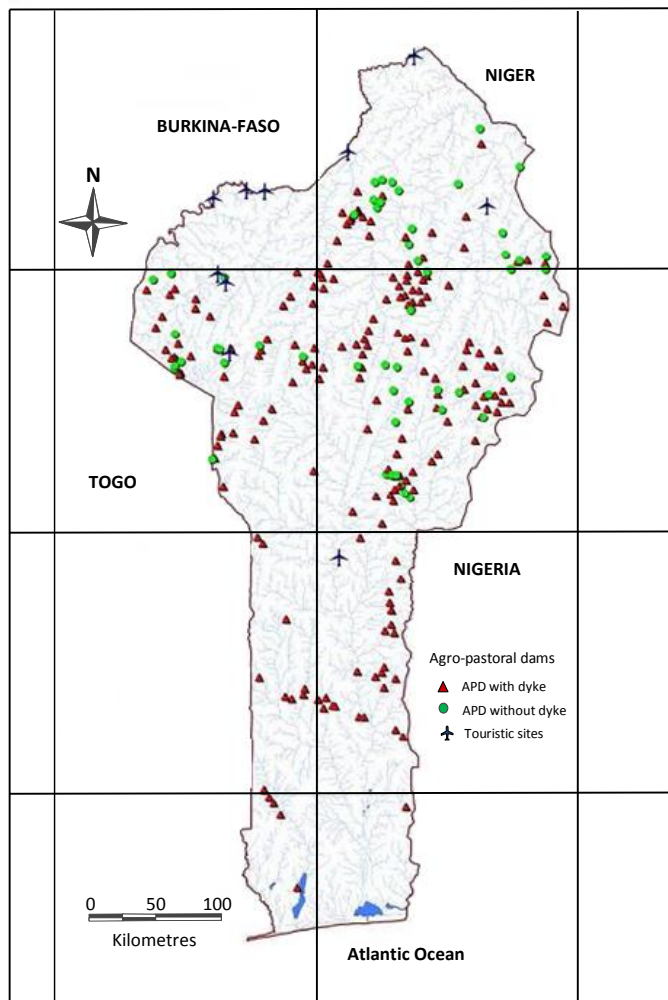 NIGER
BURKINA-FASO
N
TOGO
NIGERIA
Agro-pastoral dams
APD with dyke
APD without dyke
Touristic sites
0 50 100
Kilometres
Atlantic Ocean